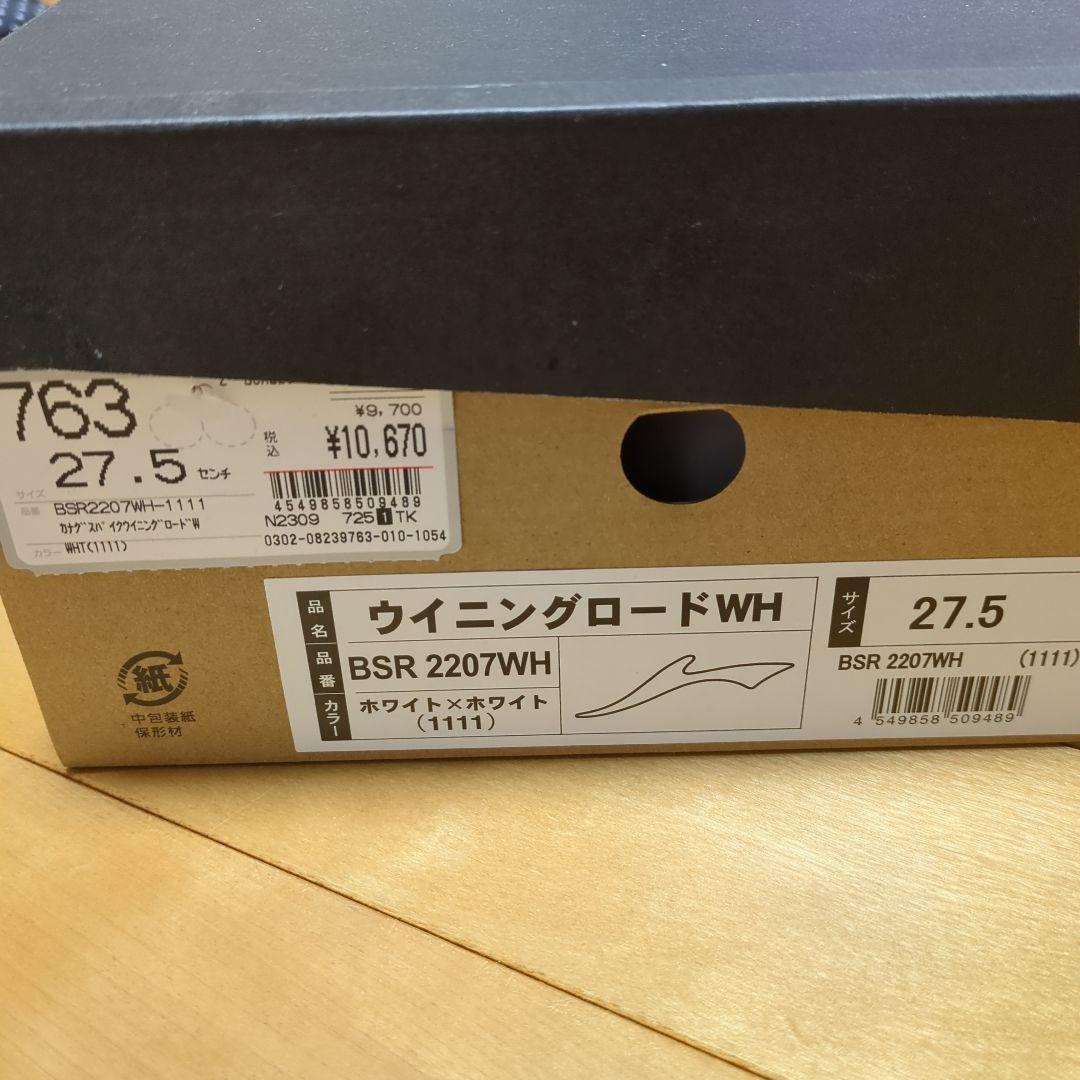 763
¥9,700
税込
¥10,670
サイズ
27.5 センチ
品番 BSR2207WH-1111
カナグスパイクウイニングロードW
カラー WHT(1111)
4549858509489
N2309 725 1 TK
0302-08239763-010-1054
紙
中包装紙
保形材
品名 ウイニングロードWH
品番 BSR 2207WH
カラー ホワイト×ホワイト
(1111)
サイズ 27.5
BSR 2207WH (1111)
4 549858 509489